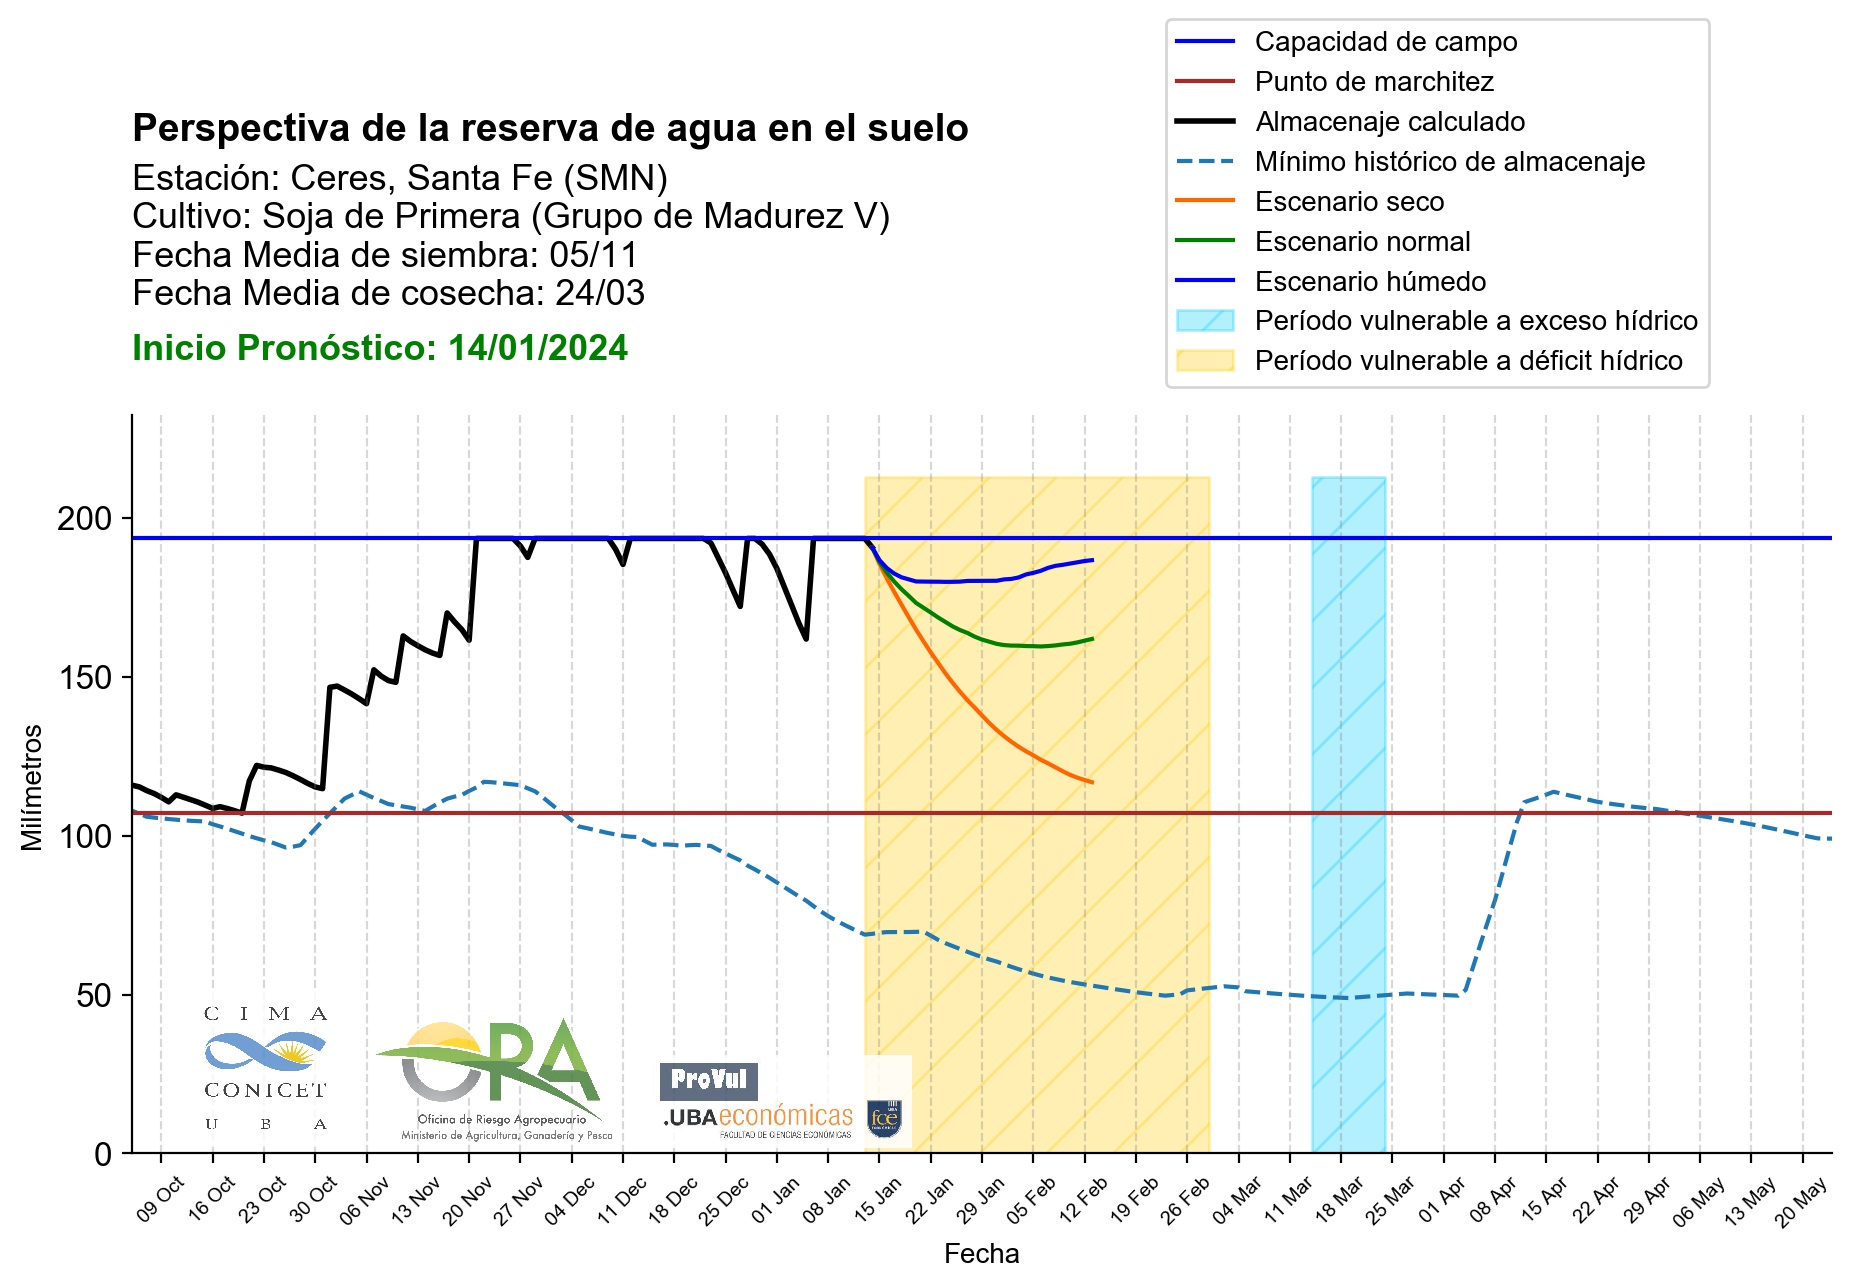 Capacidad de campo
Punto de marchitez
Almacenaje calculado
Mínimo histórico de almacenaje
Escenario seco
Escenario normal
Escenario húmedo
Período vulnerable a exceso hídrico
Período vulnerable a déficit hídrico
Perspectiva de la reserva de agua en el suelo
Estación: Ceres, Santa Fe (SMN)
Cultivo: Soja de Primera (Grupo de Madurez V)
Fecha Media de siembra: 05/11
Fecha Media de cosecha: 24/03
Inicio Pronóstico: 14/01/2024
Milímetros
200
150
100
50
0
CIMA
CONICET
UBA
ORA
Oficina de Riesgo Agropecuario
Ministerio de Agricultura, Ganadería y Pesca
ProVul
.UBAeconómicas
FACULTAD DE CIENCIAS ECONÓMICAS
UBA
fce
ECONÓMICAS
09 Oct
16 Oct
23 Oct
30 Oct
06 Nov
13 Nov
20 Nov
27 Nov
04 Dec
11 Dec
18 Dec
25 Dec
01 Jan
08 Jan
15 Jan
22 Jan
29 Jan
05 Feb
12 Feb
19 Feb
26 Feb
04 Mar
11 Mar
18 Mar
25 Mar
01 Apr
08 Apr
15 Apr
22 Apr
29 Apr
06 May
13 May
20 May
Fecha